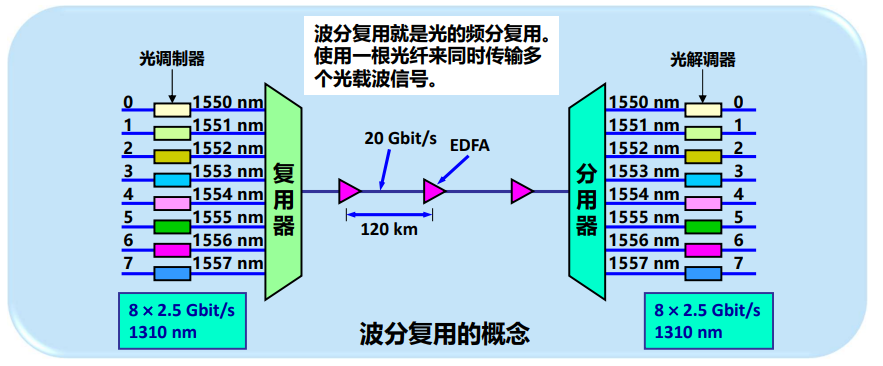 波分复用就是光的频分复用。
使用一根光纤来同时传输多
个光载波信号。
光调制器
光解调器
0 1550 nm
1 1551 nm
2 1552 nm
3 1553 nm
4 1554 nm
5 1555 nm
6 1556 nm
7 1557 nm
复用器
20 Gbit/s
EDFA
120 km
分用器
1550 nm 0
1551 nm 1
1552 nm 2
1553 nm 3
1554 nm 4
1555 nm 5
1556 nm 6
1557 nm 7
8 × 2.5 Gbit/s
1310 nm
8 × 2.5 Gbit/s
1310 nm
波分复用的概念